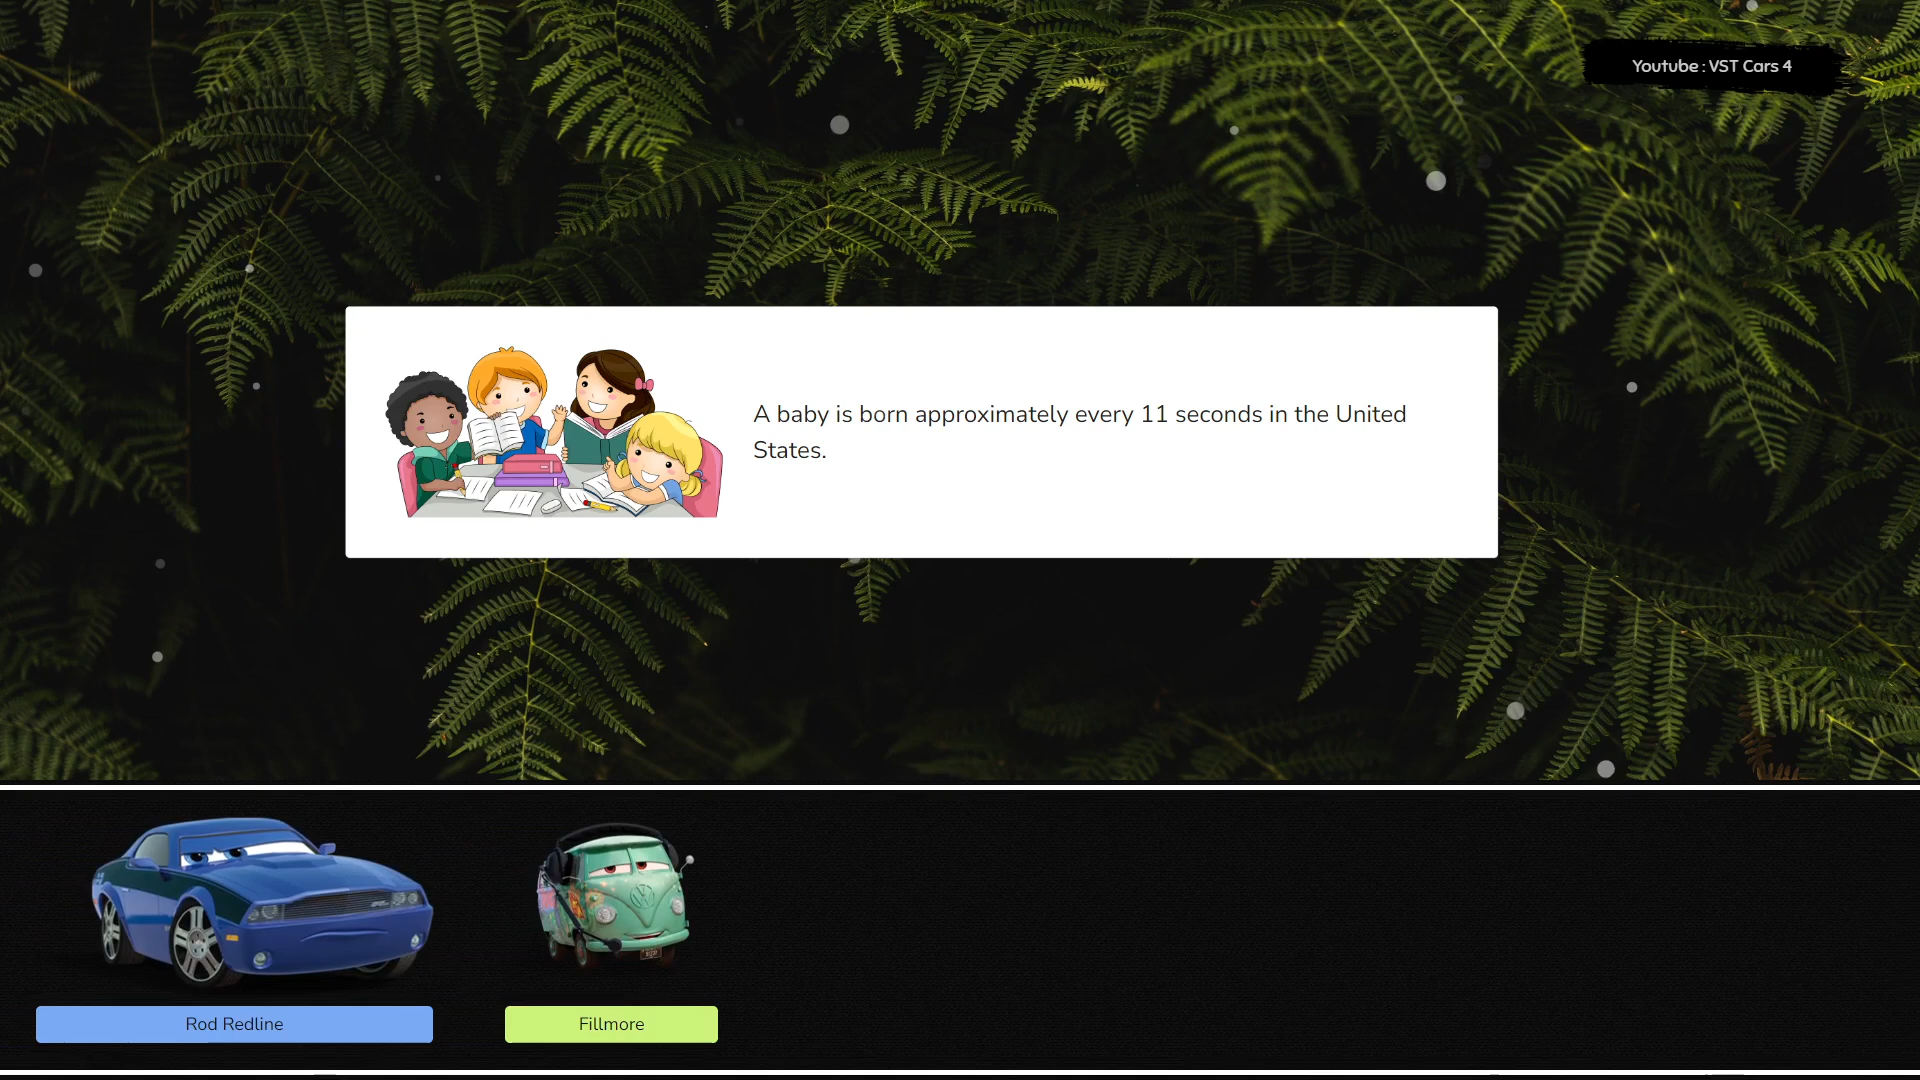 Youtube : VST Cars 4
A baby is born approximately every 11 seconds in the United
States.
Rod Redline
Fillmore